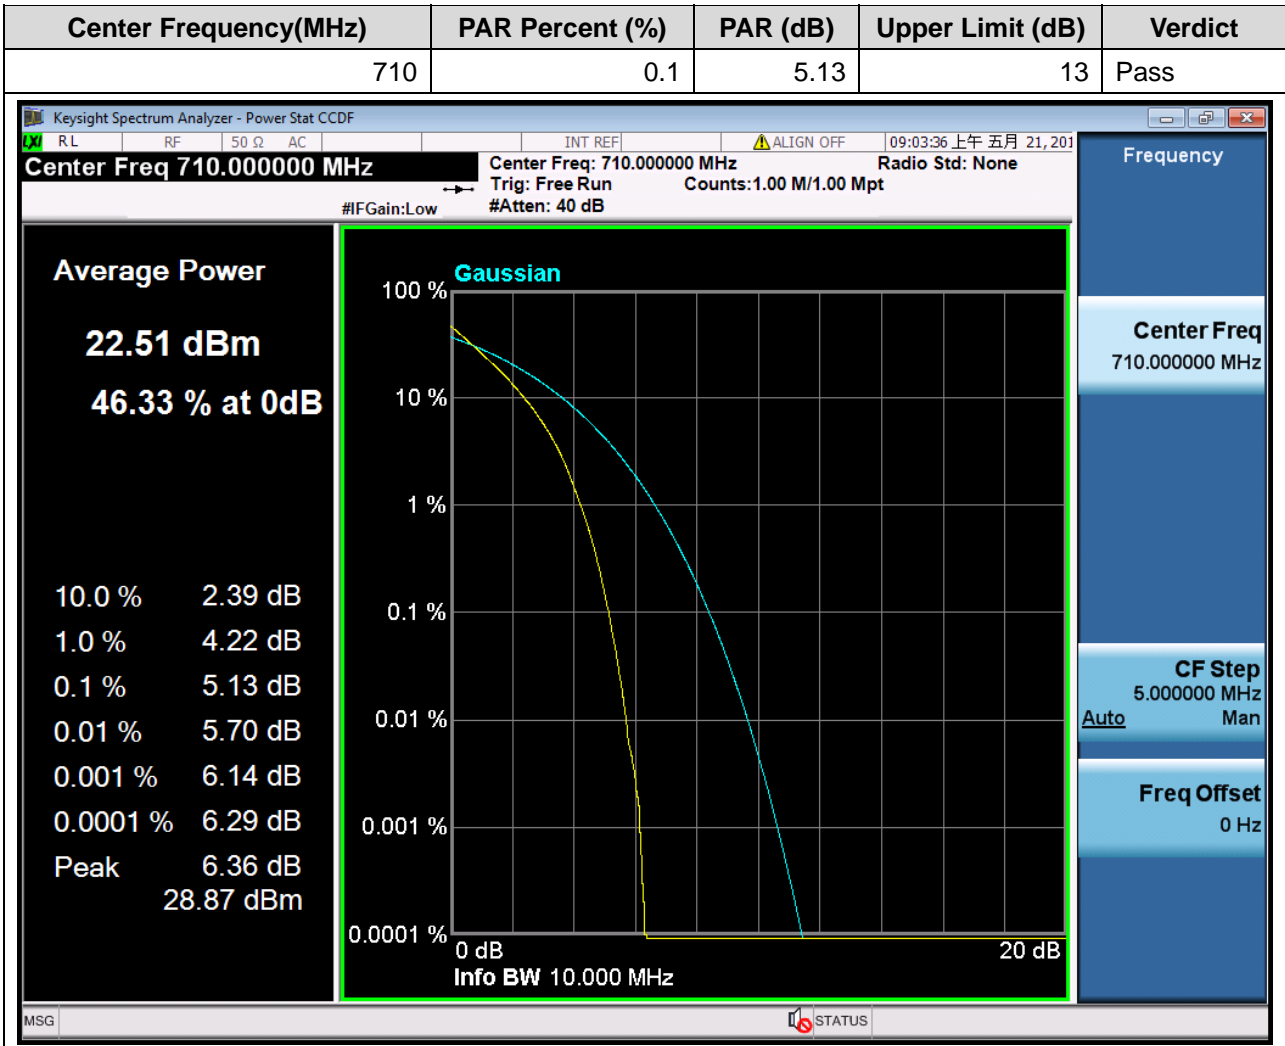 Center Frequency(MHz) PAR Percent (%) PAR (dB) Upper Limit (dB) Verdict
710 0.1 5.13 13 Pass
Keysight Spectrum Analyzer - Power Stat CCDF
LXI RL RF 50 Ω AC INT REF ALIGN OFF 09:03:36 上午 五月 21, 201
Center Freq 710.000000 MHz
#IFGain:Low
Center Freq: 710.000000 MHz Radio Std: None
Trig: Free Run Counts:1.00 M/1.00 Mpt
#Atten: 40 dB
Average Power
22.51 dBm
46.33 % at 0dB
10.0 % 2.39 dB
1.0 % 4.22 dB
0.1 % 5.13 dB
0.01 % 5.70 dB
0.001 % 6.14 dB
0.0001 % 6.29 dB
Peak 6.36 dB
28.87 dBm
Gaussian
100 %
10 %
1 %
0.1 %
0.01 %
0.001 %
0.0001 %
0 dB 20 dB
Info BW 10.000 MHz
Frequency
Center Freq
710.000000 MHz
CF Step
5.000000 MHz
Auto Man
Freq Offset
0 Hz
MSG STATUS